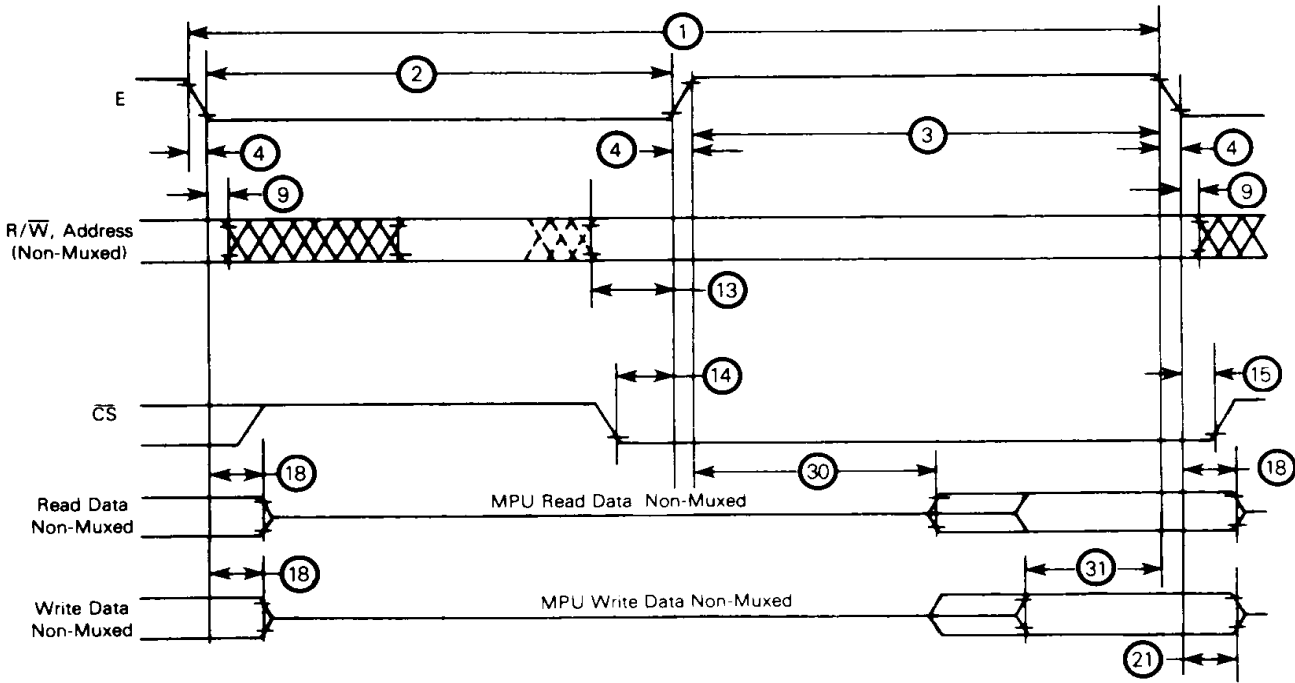 1
2
E
3
4
4
4
9
9
R/W̅, Address
(Non-Muxed)
13
14
15
C̅S̅
18
30
18
Read Data
Non-Muxed
MPU Read Data Non-Muxed
18
31
Write Data
Non-Muxed
MPU Write Data Non-Muxed
21